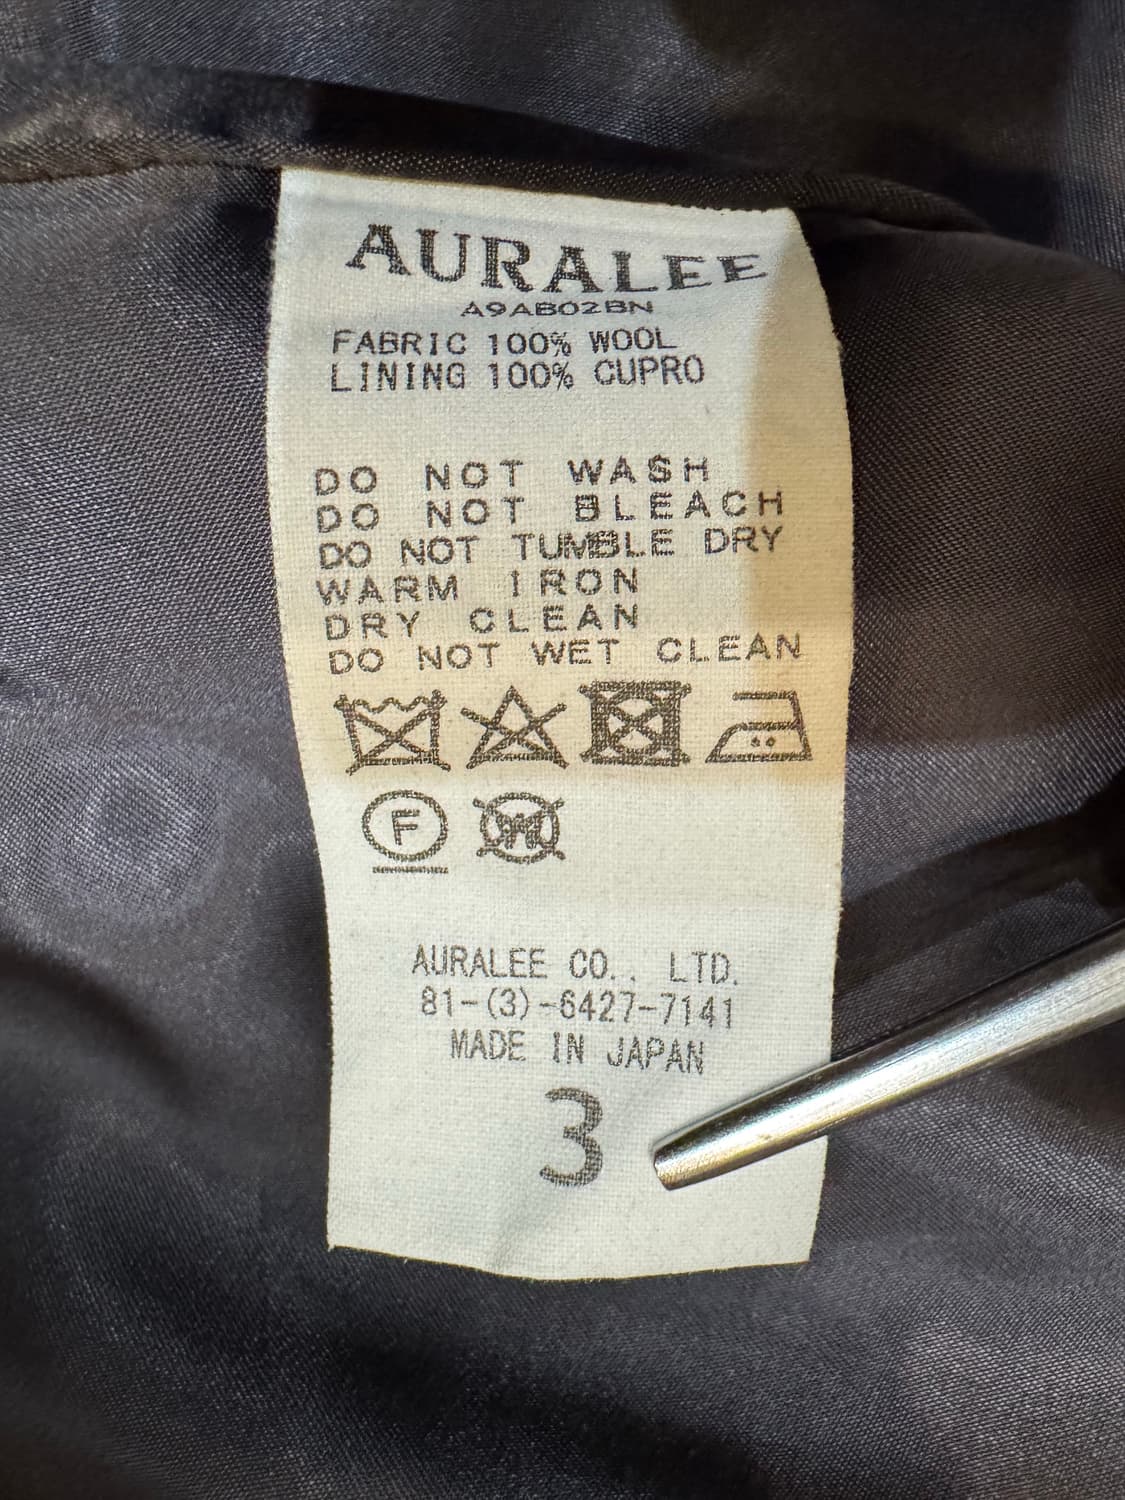 AURALEE
A9AB02BN
FABRIC 100% WOOL
LINING 100% CUPRO
DO NOT WASH
DO NOT BLEACH
DO NOT TUMBLE DRY
WARM IRON
DRY CLEAN
DO NOT WET CLEAN
F W
AURALEE CO., LTD.
81-(3)-6427-7141
MADE IN JAPAN
3